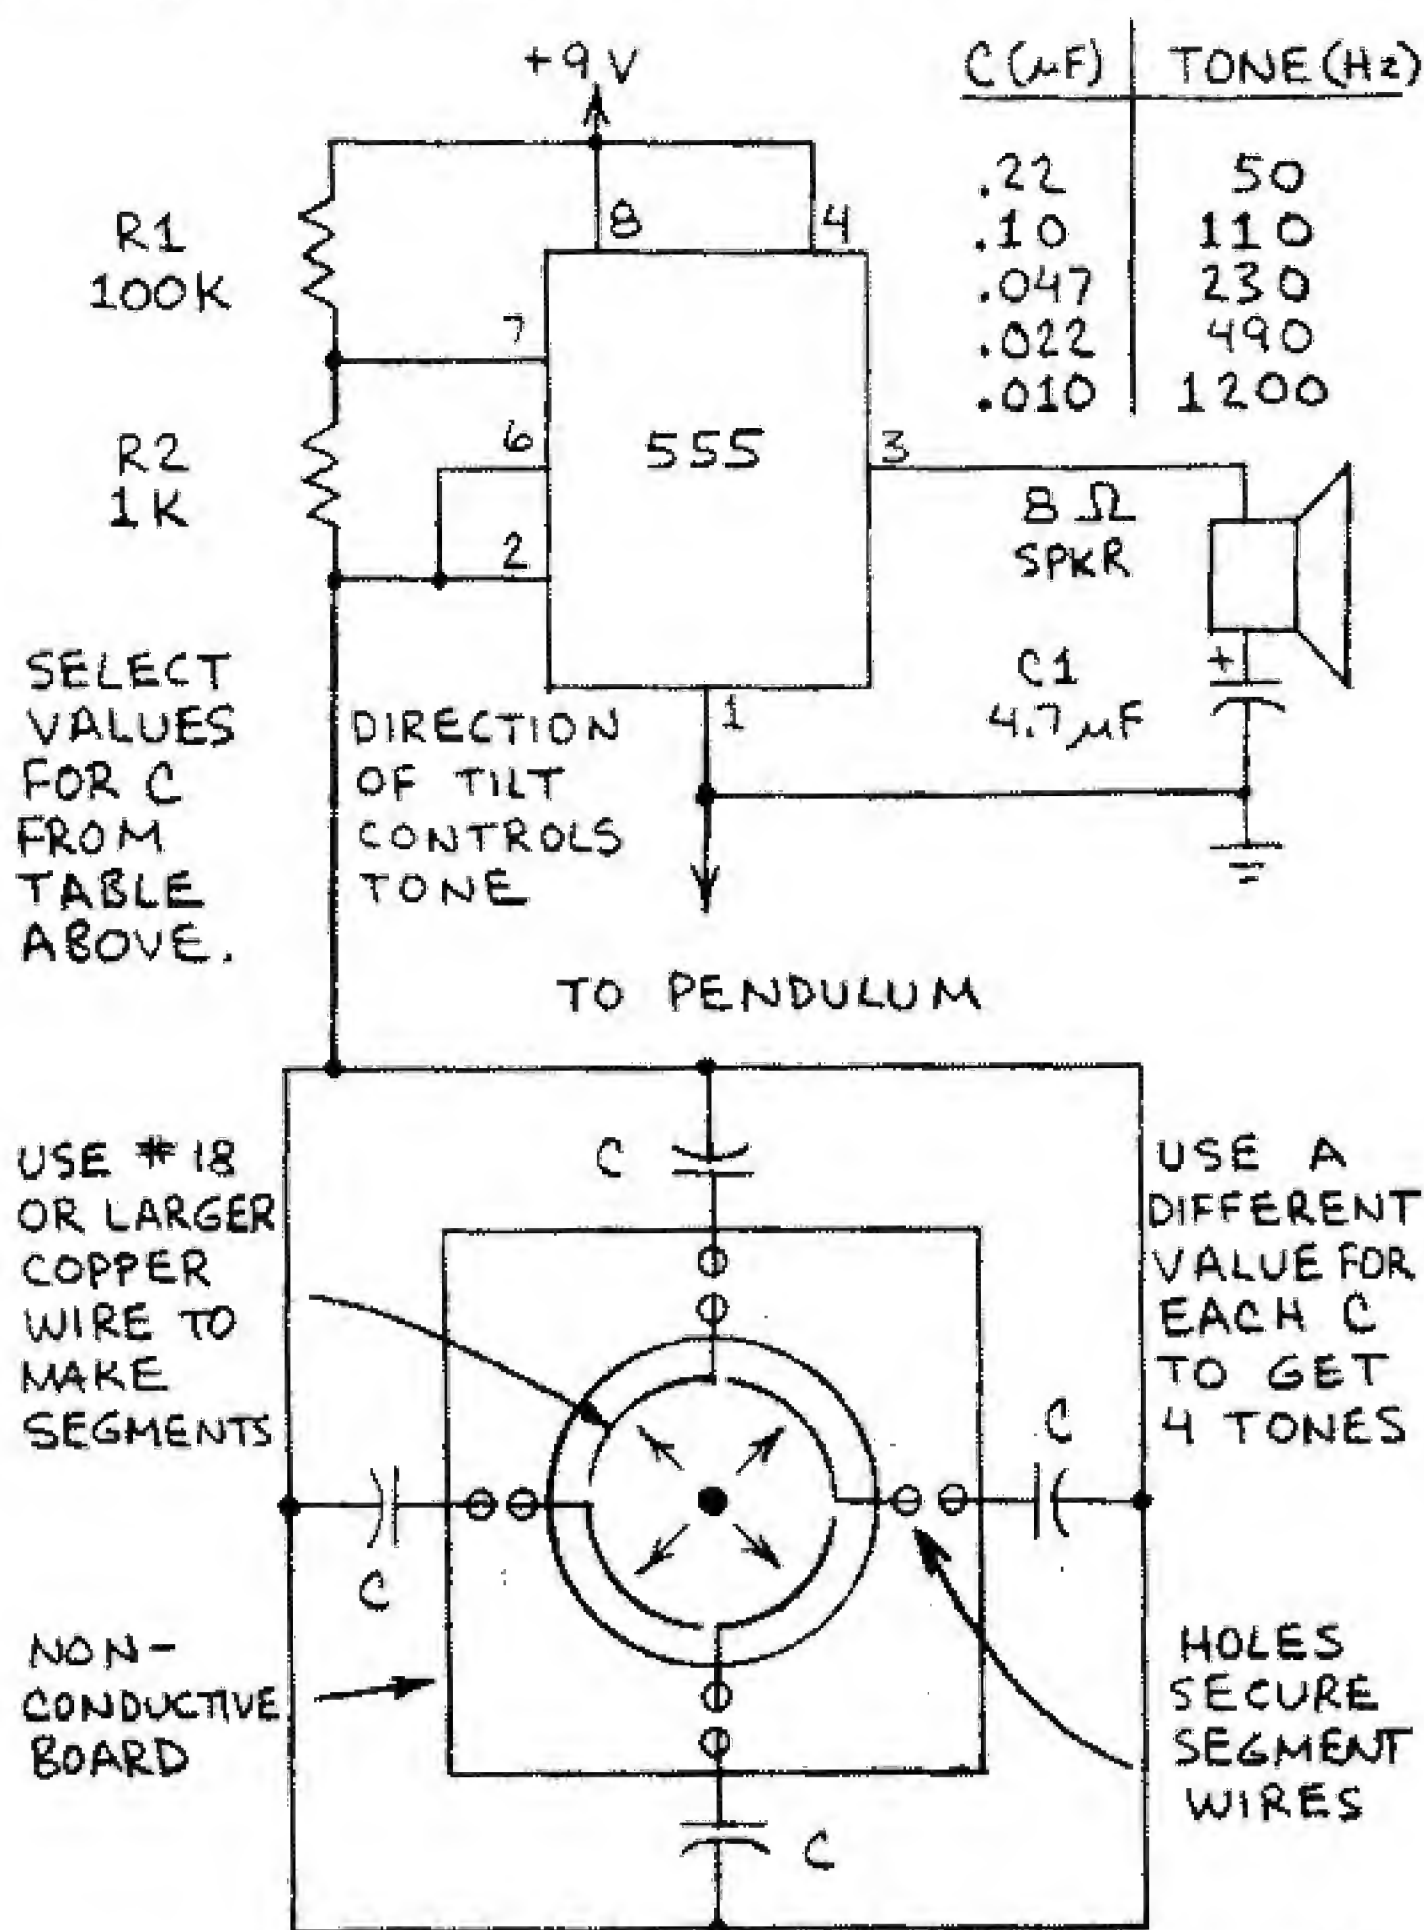 +9V
C(μF) TONE(Hz)
.22 50
.10 110
.047 230
.022 490
.010 1200
R1
100K
8
4
7
R2
1K
6
555
3
2
8 Ω
SPKR
1
C1
4.7μF
+
SELECT
VALUES
FOR C
FROM
TABLE
ABOVE.
DIRECTION
OF TILT
CONTROLS
TONE
TO PENDULUM
USE #18
OR LARGER
COPPER
WIRE TO
MAKE
SEGMENTS
C
USE A
DIFFERENT
VALUE FOR
EACH C
TO GET
4 TONES
C
C
NON-
CONDUCTIVE
BOARD
HOLES
SECURE
SEGMENT
WIRES
C